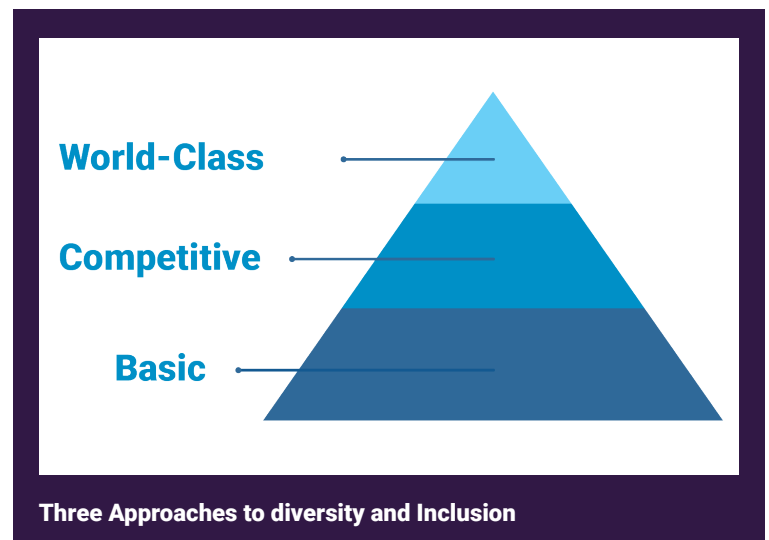 World-Class
Competitive
Basic
Three Approaches to diversity and Inclusion